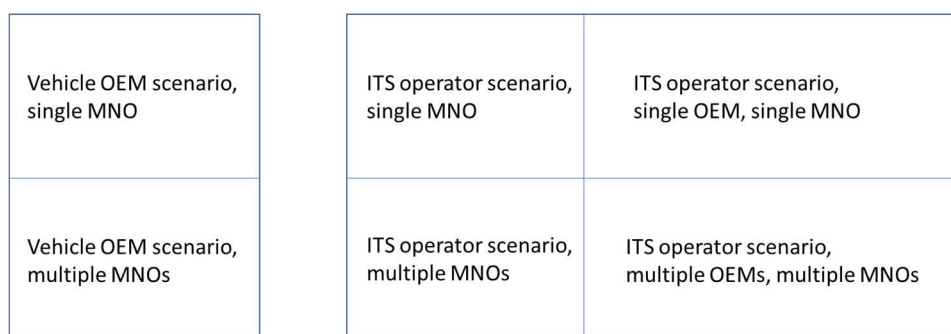 Vehicle OEM scenario,
single MNO
ITS operator scenario,
single MNO
ITS operator scenario,
single OEM, single MNO
Vehicle OEM scenario,
multiple MNOs
ITS operator scenario,
multiple MNOs
ITS operator scenario,
multiple OEMs, multiple MNOs